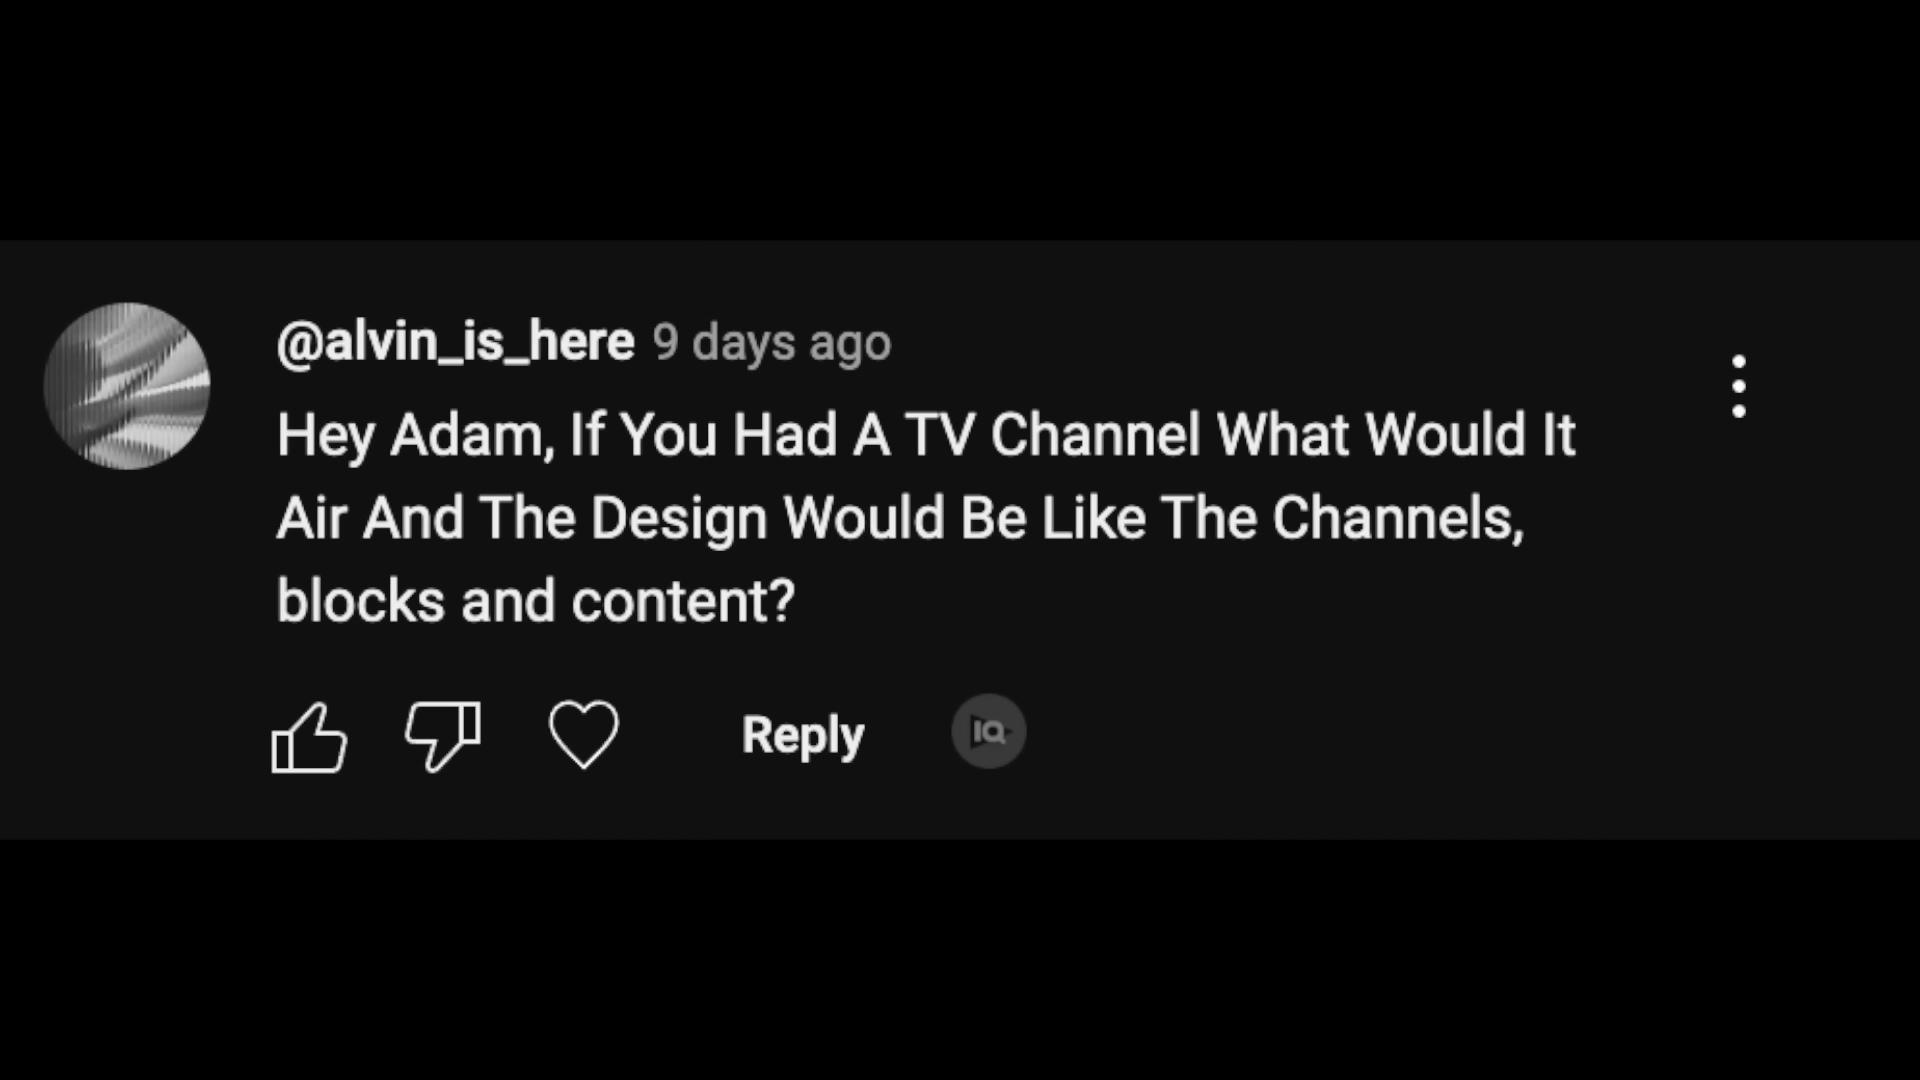 @alvin_is_here 9 days ago
Hey Adam, If You Had A TV Channel What Would It
Air And The Design Would Be Like The Channels,
blocks and content?
Reply
IQ